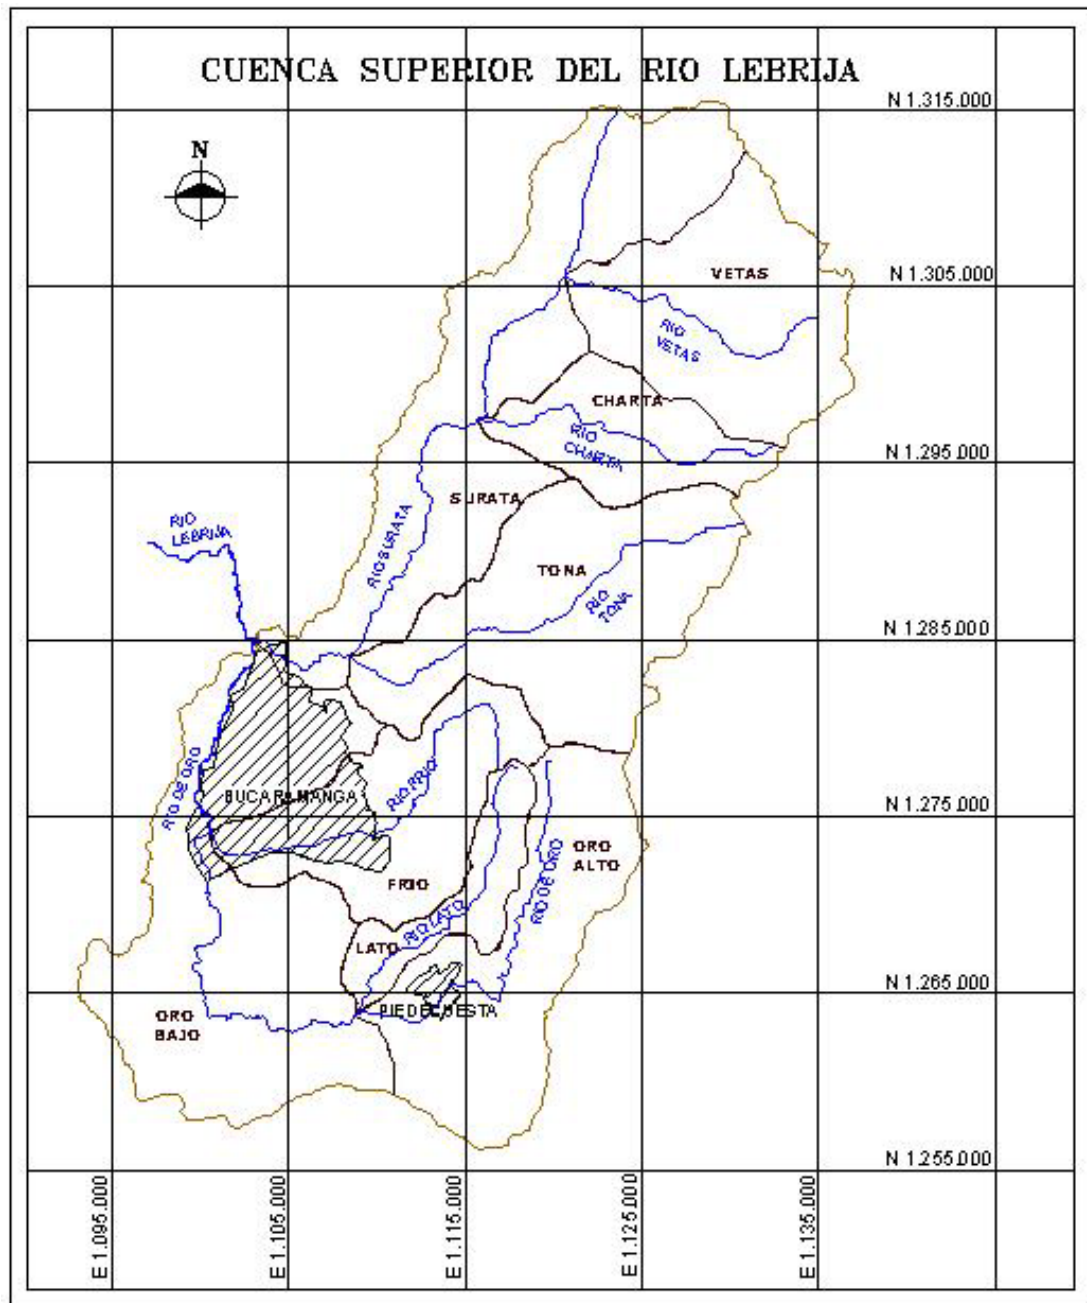 CUENCA SUPERIOR DEL RIO LEBRIJA
N 1.315.000
N
VETAS
N 1.305.000
RIO
VETAS
CHARTA
RIO
CHARTA
N 1.295.000
SURATA
RIO SURATA
RIO
LEBRIJA
TONA
RIO
TONA
N 1.285.000
RIO DE ORO
RIO FRIO
BUCARAMANGA
N 1.275.000
ORO
ALTO
RIO DE ORO
FRIO
RIO LATO
LATO
N 1.265.000
PIEDECUESTA
ORO
BAJO
N 1.255.000
E 1.095.000
E 1.105.000
E 1.115.000
E 1.125.000
E 1.135.000